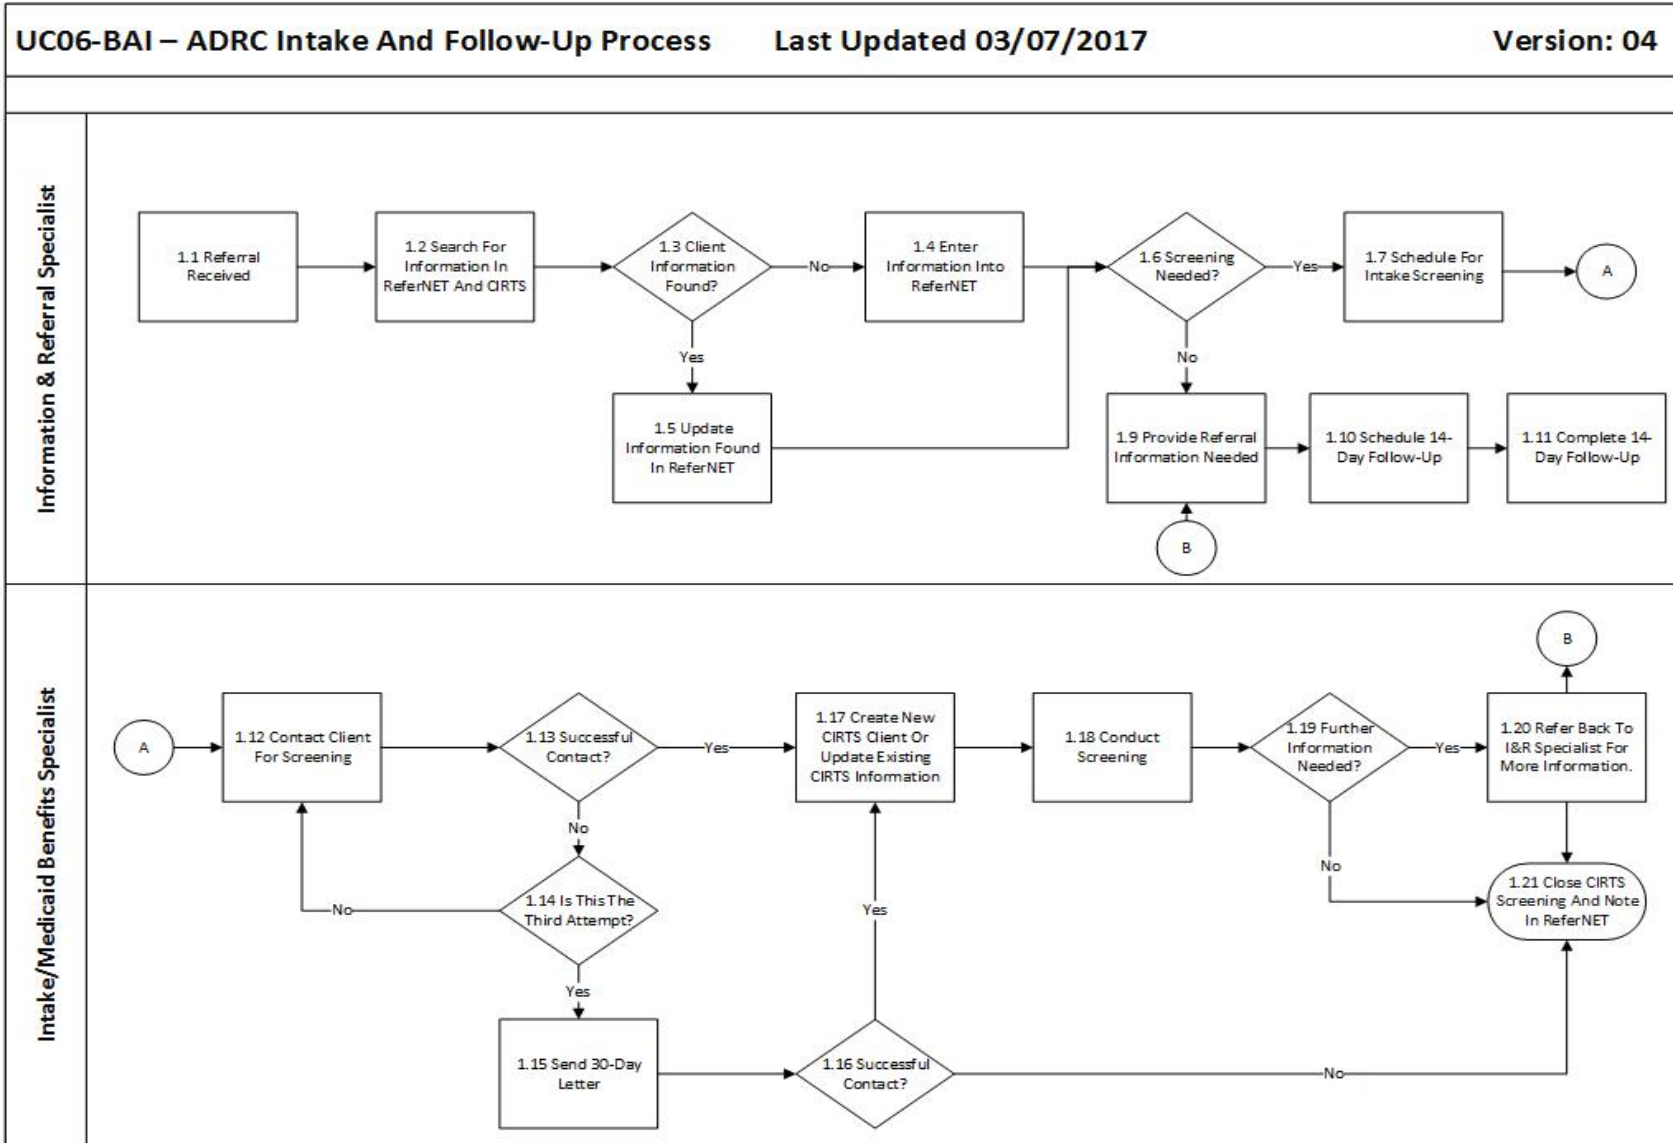 UC06-BAI – ADRC Intake And Follow-Up Process Last Updated 03/07/2017 Version: 04
Information & Referral Specialist
1.1 Referral
Received
1.2 Search For
Information In
ReferNET And CIRTS
1.3 Client
Information
Found?
No
1.4 Enter
Information Into
ReferNET
1.6 Screening
Needed?
Yes
1.7 Schedule For
Intake Screening
A
Yes
No
1.5 Update
Information Found
In ReferNET
1.9 Provide Referral
Information Needed
1.10 Schedule 14-
Day Follow-Up
1.11 Complete 14-
Day Follow-Up
B
Intake/Medicaid Benefits Specialist
B
A
1.12 Contact Client
For Screening
1.13 Successful
Contact?
Yes
1.17 Create New
CIRTS Client Or
Update Existing
CIRTS Information
1.18 Conduct
Screening
1.19 Further
Information
Needed?
Yes
1.20 Refer Back To
I&R Specialist For
More Information.
No
No
1.14 Is This The
Third Attempt?
No
Yes
1.21 Close CIRTS
Screening And Note
In ReferNET
Yes
1.15 Send 30-Day
Letter
1.16 Successful
Contact?
No